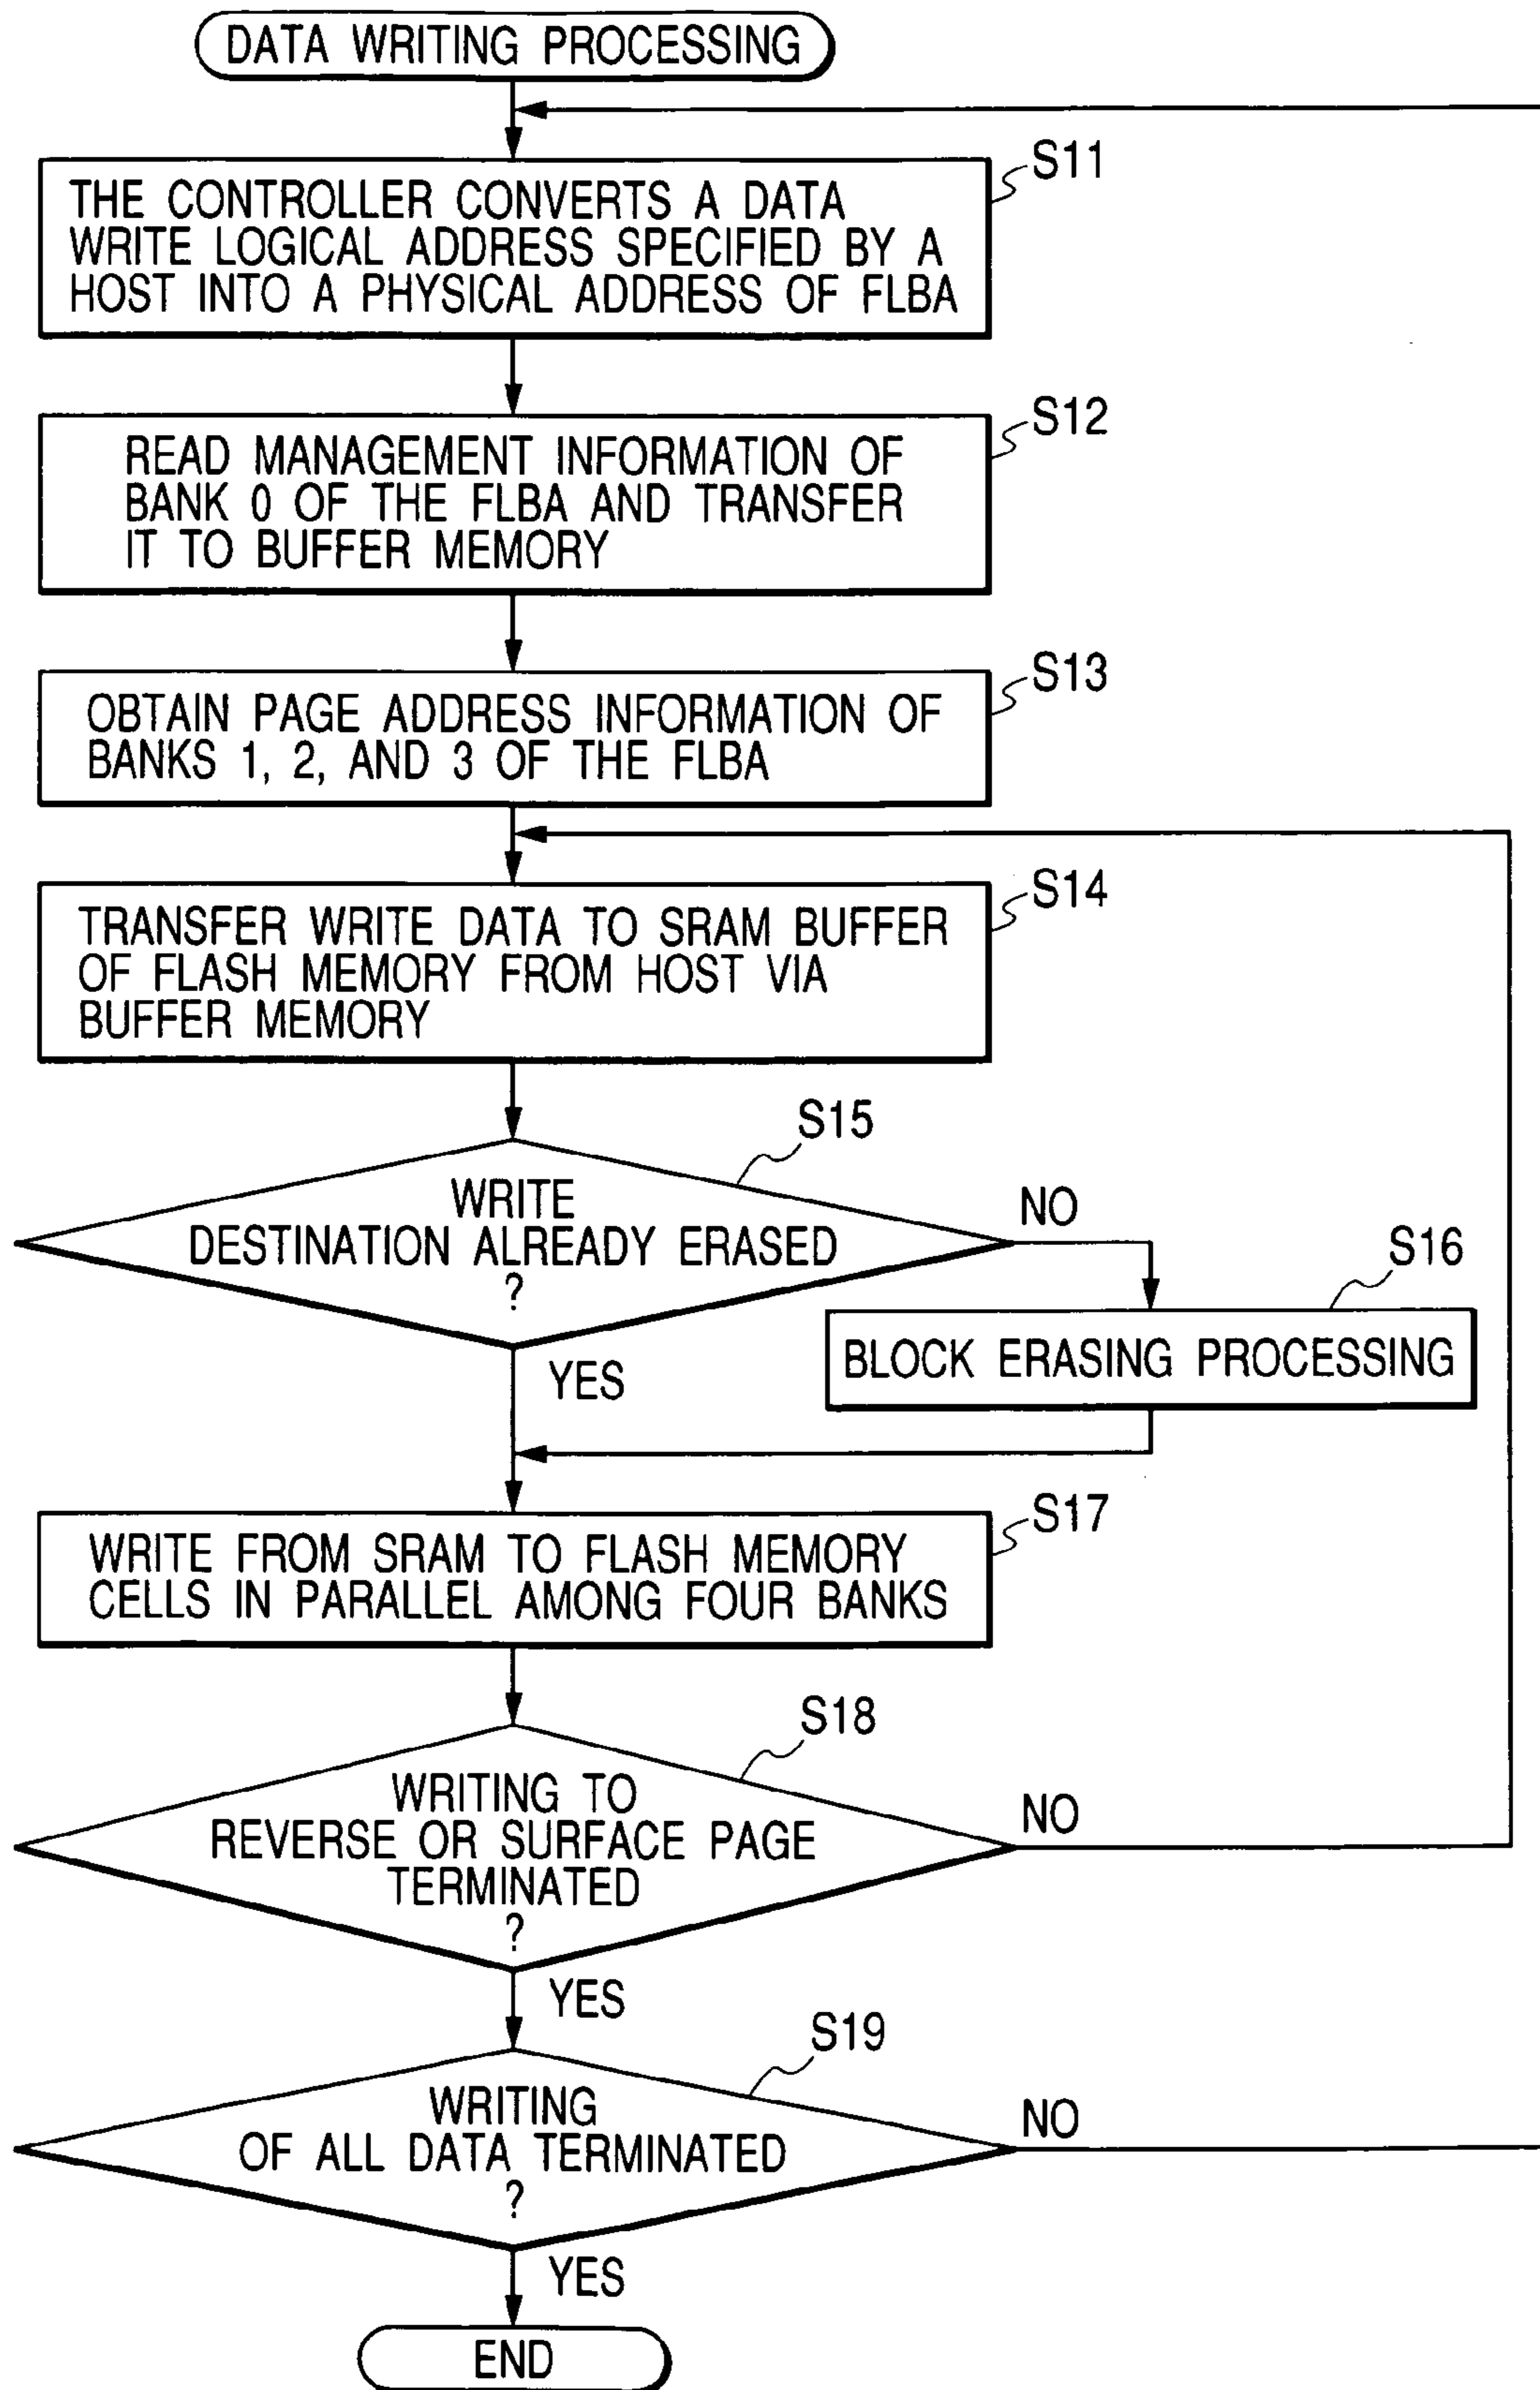 DATA WRITING PROCESSING
S11
THE CONTROLLER CONVERTS A DATA
WRITE LOGICAL ADDRESS SPECIFIED BY A
HOST INTO A PHYSICAL ADDRESS OF FLBA
S12
READ MANAGEMENT INFORMATION OF
BANK 0 OF THE FLBA AND TRANSFER
IT TO BUFFER MEMORY
S13
OBTAIN PAGE ADDRESS INFORMATION OF
BANKS 1, 2, AND 3 OF THE FLBA
S14
TRANSFER WRITE DATA TO SRAM BUFFER
OF FLASH MEMORY FROM HOST VIA
BUFFER MEMORY
S15
WRITE
DESTINATION ALREADY ERASED
?
NO
YES
S16
BLOCK ERASING PROCESSING
S17
WRITE FROM SRAM TO FLASH MEMORY
CELLS IN PARALLEL AMONG FOUR BANKS
S18
WRITING TO
REVERSE OR SURFACE PAGE
TERMINATED
?
NO
YES
S19
WRITING
OF ALL DATA TERMINATED
?
NO
YES
END